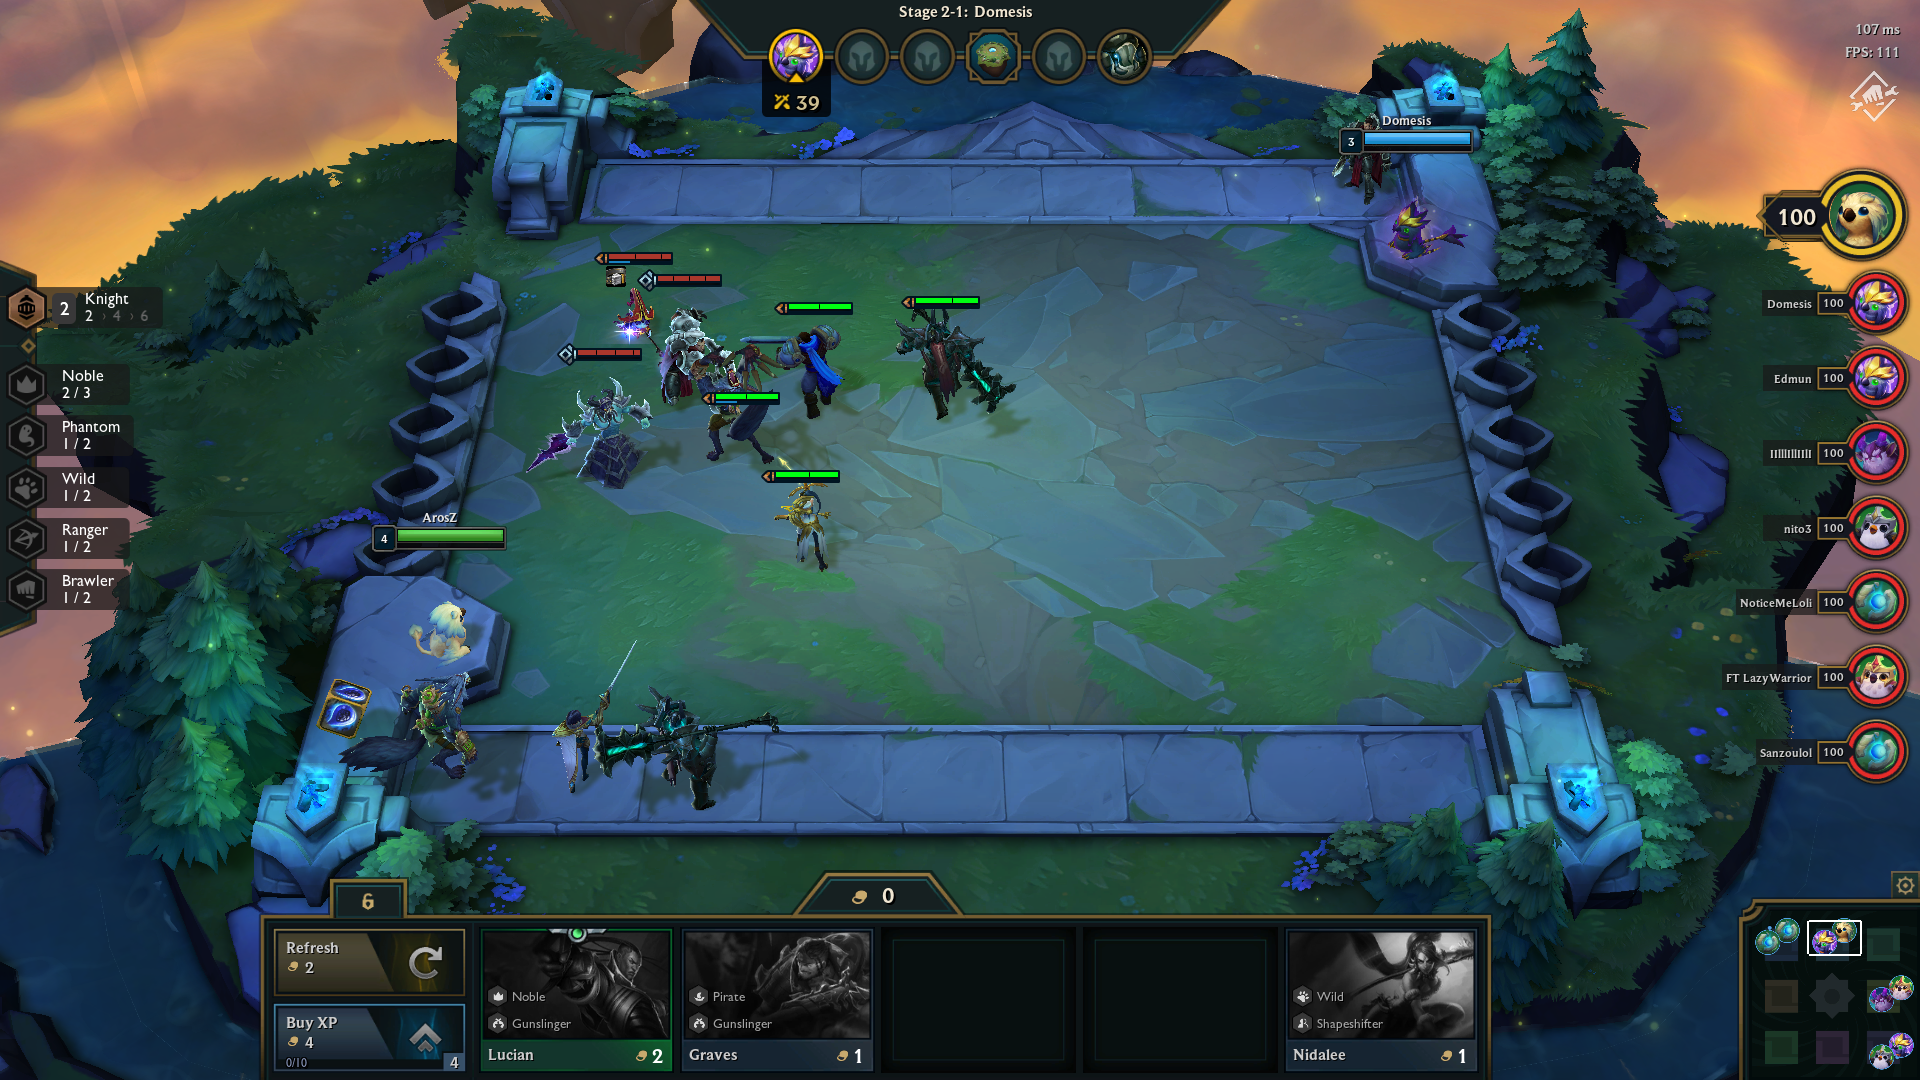 Stage 2-1: Domesis
39
107 ms
FPS: 111
Domesis
3
100
Domesis 100
Edmun 100
IIIIIIIIIIII 100
nito3 100
NoticeMeLoli 100
FT LazyWarrior 100
Sanzoulol 100
2 Knight
2 › 4 › 6
Noble
2 / 3
Phantom
1 / 2
Wild
1 / 2
Ranger
1 / 2
Brawler
1 / 2
ArosZ
4
6
0
Refresh
2
Buy XP
4
0/10
4
Noble
Gunslinger
Lucian 2
Pirate
Gunslinger
Graves 1
Wild
Shapeshifter
Nidalee 1